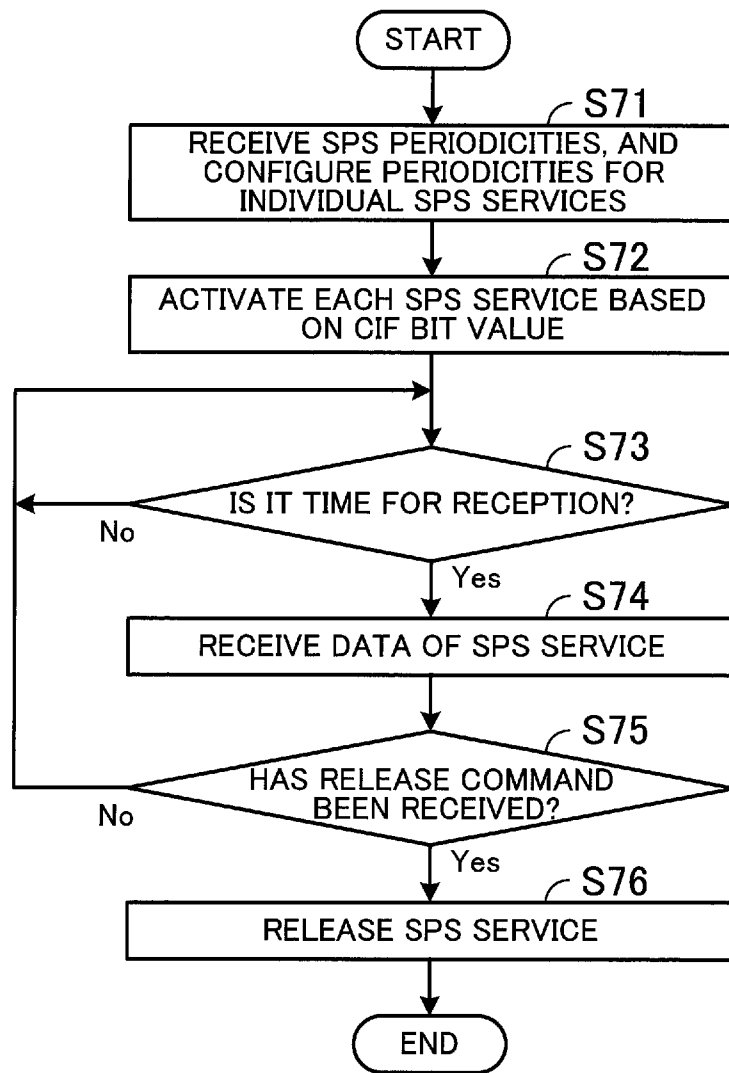 START
S71
RECEIVE SPS PERIODICITIES, AND
CONFIGURE PERIODICITIES FOR
INDIVIDUAL SPS SERVICES
S72
ACTIVATE EACH SPS SERVICE BASED
ON CIF BIT VALUE
S73
IS IT TIME FOR RECEPTION?
No
Yes
S74
RECEIVE DATA OF SPS SERVICE
S75
HAS RELEASE COMMAND
BEEN RECEIVED?
No
Yes
S76
RELEASE SPS SERVICE
END